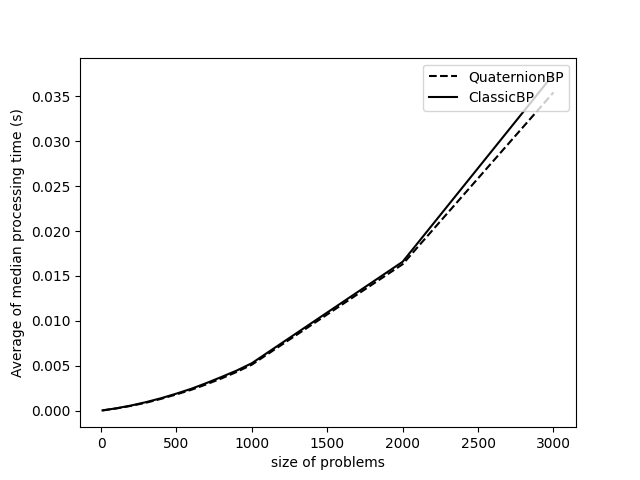 QuaternionBP
ClassicBP
0.035
0.030
0.025
0.020
0.015
0.010
0.005
0.000
Average of median processing time (s)
0 500 1000 1500 2000 2500 3000
size of problems